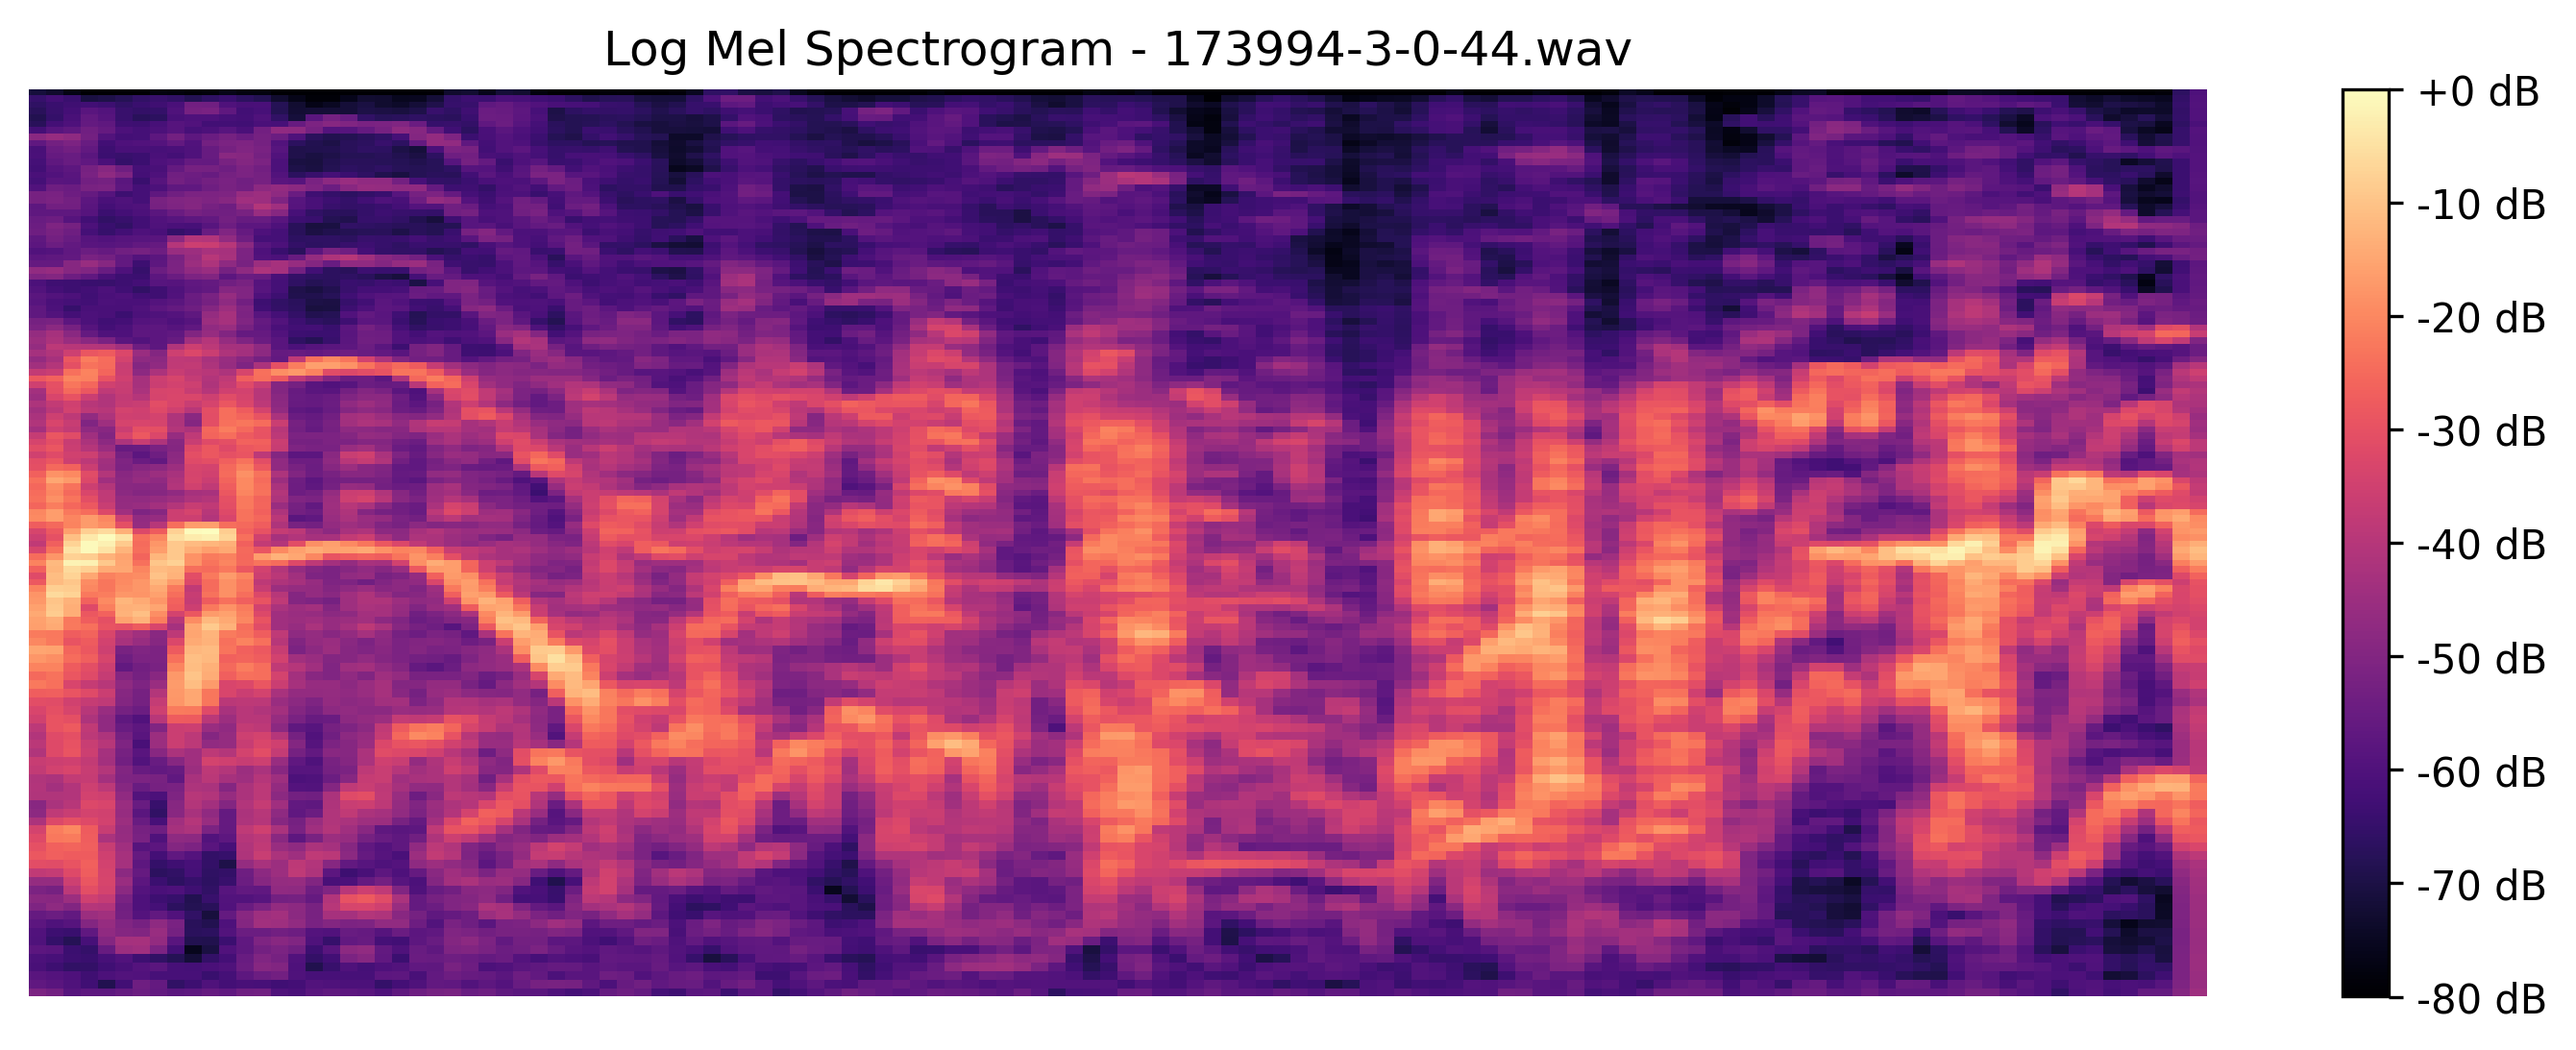 Log Mel Spectrogram - 173994-3-0-44.wav
+0 dB
-10 dB
-20 dB
-30 dB
-40 dB
-50 dB
-60 dB
-70 dB
-80 dB